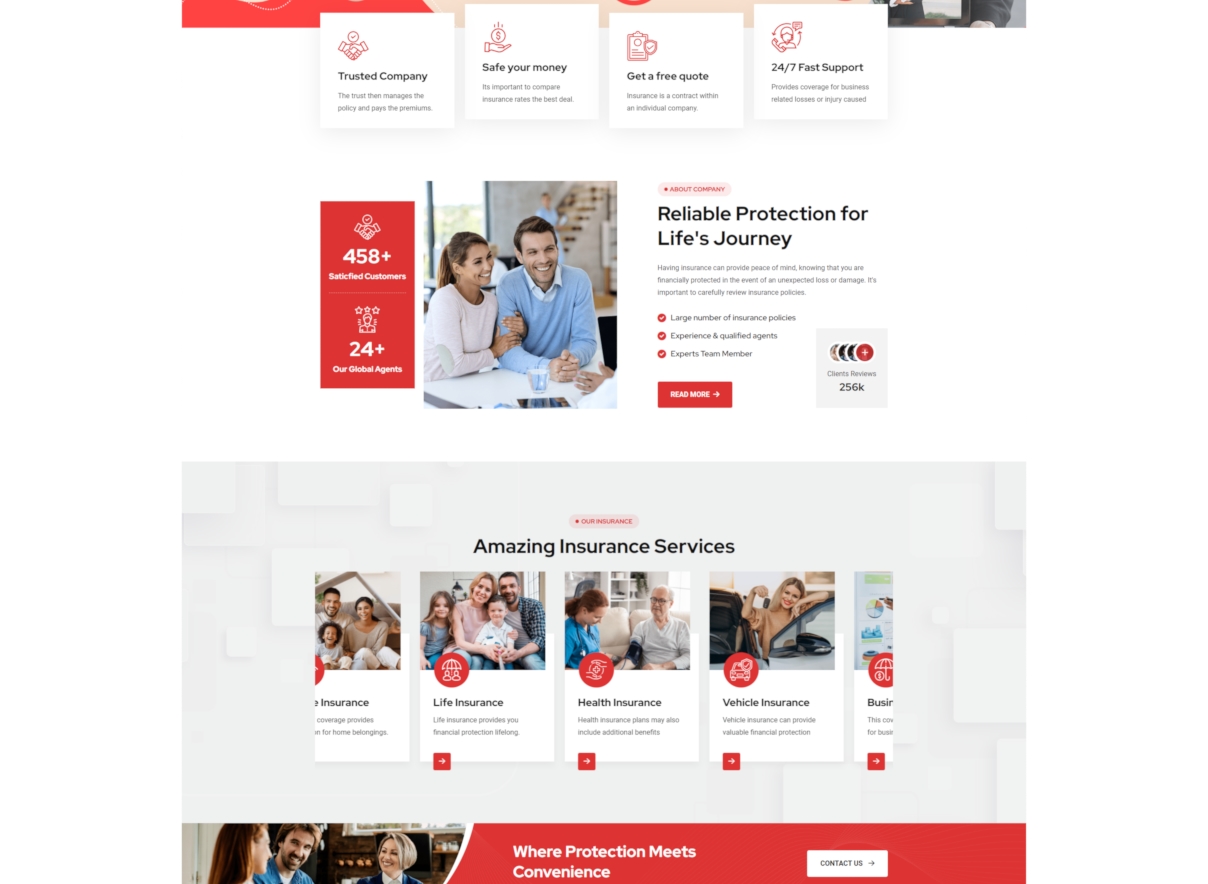 Trusted Company
The trust then manages the
policy and pays the premiums.
Safe your money
Its important to compare
insurance rates the best deal.
Get a free quote
Insurance is a contract within
an individual company.
24/7 Fast Support
Provides coverage for business
related losses or injury caused
458+
Saticfied Customers
24+
Our Global Agents
ABOUT COMPANY
Reliable Protection for
Life's Journey
Having insurance can provide peace of mind, knowing that you are
financially protected in the event of an unexpected loss or damage. It's
important to carefully review insurance policies.
Large number of insurance policies
Experience & qualified agents
Experts Team Member
READ MORE →
+
Clients Reviews
256k
OUR INSURANCE
Amazing Insurance Services
e Insurance
coverage provides
n for home belongings.
Life Insurance
Life insurance provides you
financial protection lifelong.
Health Insurance
Health insurance plans may also
include additional benefits
Vehicle Insurance
Vehicle insurance can provide
valuable financial protection
Busin
This cov
for busin
Where Protection Meets
Convenience
CONTACT US →